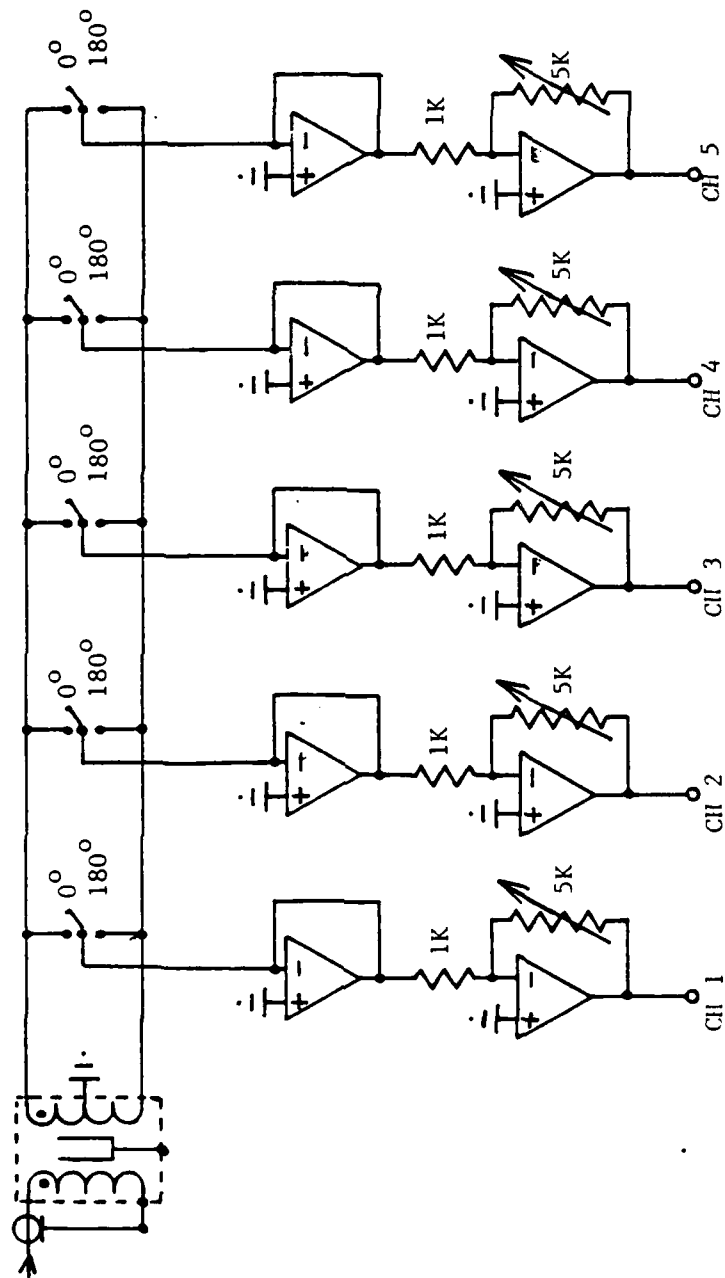 0° 0° 0° 0° 0°
180° 180° 180° 180° 180°
+ − + − + − + − + −
1K 1K 1K 1K 1K
+ − + − + − + − + −
5K 5K 5K 5K 5K
CH 1 CH 2 CH 3 CH 4 CH 5